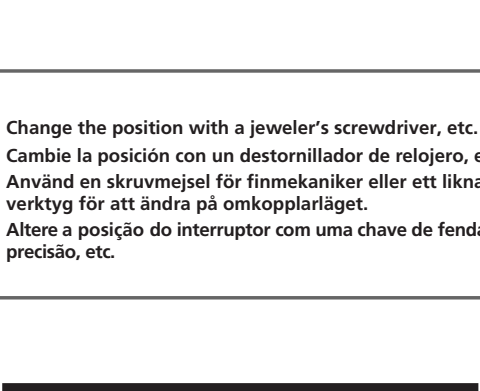 Change the position with a jeweler’s screwdriver, etc.
Cambie la posición con un destornillador de relojero,
Använd en skruvmejsel för finmekaniker eller ett
verktyg för att ändra på omkopplarläget.
Altere a posição do interruptor com uma chave de
precisão, etc.